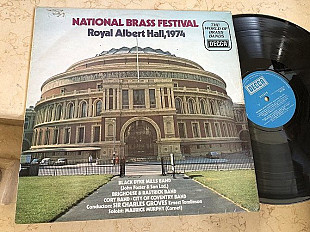 NATIONAL BRASS FESTIVAL
Royal Albert Hall, 1974
THE WORLD OF
BRASS
BANDS
DECCA
BLACK DYKE MILLS BAND
(John Foster & Son Ltd.)
BRIGHOUSE & RASTRICK BAND
CORY BAND · CITY OF COVENTRY BAND
Conductors: SIR CHARLES GROVES Ernest Tomlinson
Soloist: MAURICE MURPHY (Cornet)
DECCA